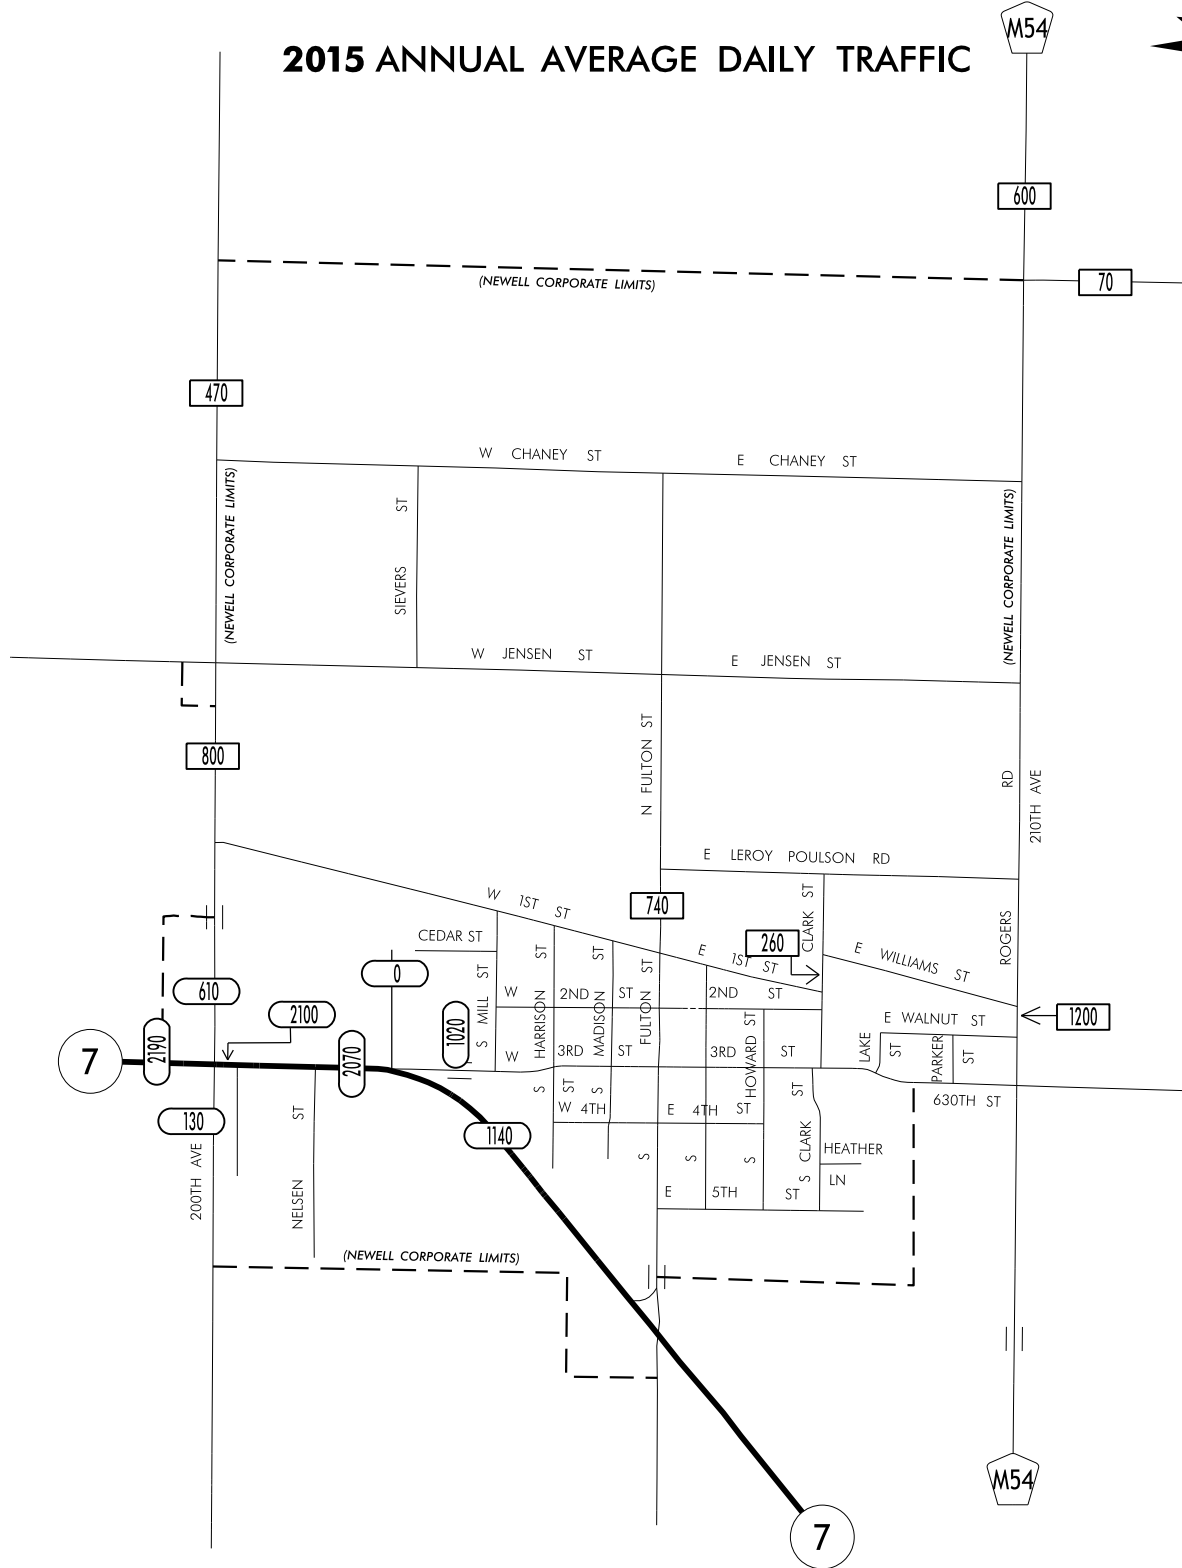 M54
2015 ANNUAL AVERAGE DAILY TRAFFIC
600
(NEWELL CORPORATE LIMITS)
70
470
W CHANEY ST
E CHANEY ST
(NEWELL CORPORATE LIMITS)
SIEVERS ST
(NEWELL CORPORATE LIMITS)
W JENSEN ST
E JENSEN ST
N FULTON ST
800
RD
210TH AVE
E LEROY POULSON RD
W 1ST ST
740
CLARK ST
CEDAR ST
260
E 1ST ST
E WILLIAMS ST
ROGERS
0
610
S MILL ST
W 2ND ST
2ND ST
S HARRISON ST
S MADISON ST
S FULTON ST
2100
1020
E WALNUT ST
1200
7
2190
2070
W 3RD ST
3RD ST
S HOWARD ST
LAKE ST
PARKER ST
130
1140
ST
W 4TH
E 4TH ST
S CLARK ST
630TH ST
200TH AVE
NELSEN ST
S
HEATHER LN
E 5TH ST
(NEWELL CORPORATE LIMITS)
M54
7